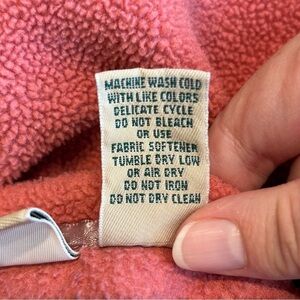 MACHINE WASH COLD
WITH LIKE COLORS
DELICATE CYCLE
DO NOT BLEACH
OR USE
FABRIC SOFTENER
TUMBLE DRY LOW
OR AIR DRY
DO NOT IRON
DO NOT DRY CLEAN